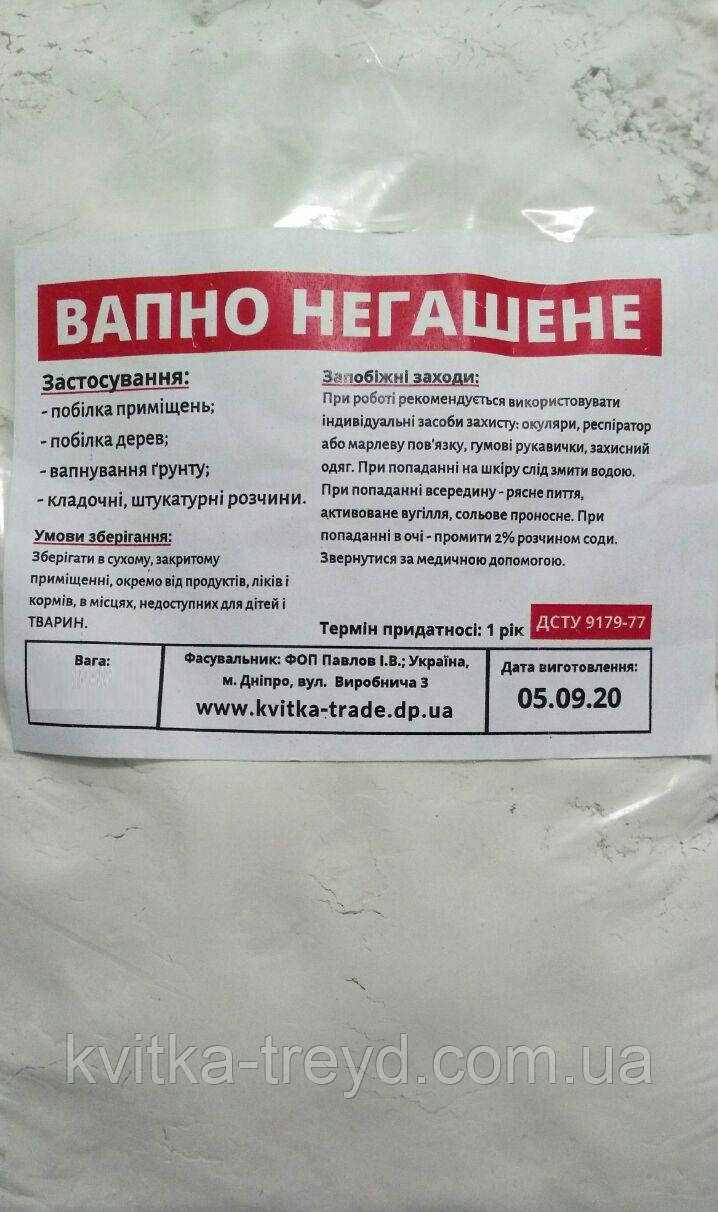 ВАПНО НЕГАШЕНЕ
Застосування:
- побілка приміщень;
- побілка дерев;
- вапнування ґрунту;
- кладочні, штукатурні розчини.
Умови зберігання:
Зберігати в сухому, закритому
приміщенні, окремо від продуктів, ліків і
кормів, в місцях, недоступних для дітей і
ТВАРИН.
Запобіжні заходи:
При роботі рекомендується використовувати
індивідуальні засоби захисту: окуляри, респіратор
або марлеву пов'язку, гумові рукавички, захисний
одяг. При попаданні на шкіру слід змити водою.
При попаданні всередину - рясне пиття,
активоване вугілля, сольове проносне. При
попаданні в очі - промити 2% розчином соди.
Звернутися за медичною допомогою.
Термін придатносі: 1 рік
ДСТУ 9179-77
Вага:
Фасувальник: ФОП Павлов І.В.; Україна,
м. Дніпро, вул. Виробнича 3
www.kvitka-trade.dp.ua
Дата виготовлення:
05.09.20
kvitka-treyd.com.ua